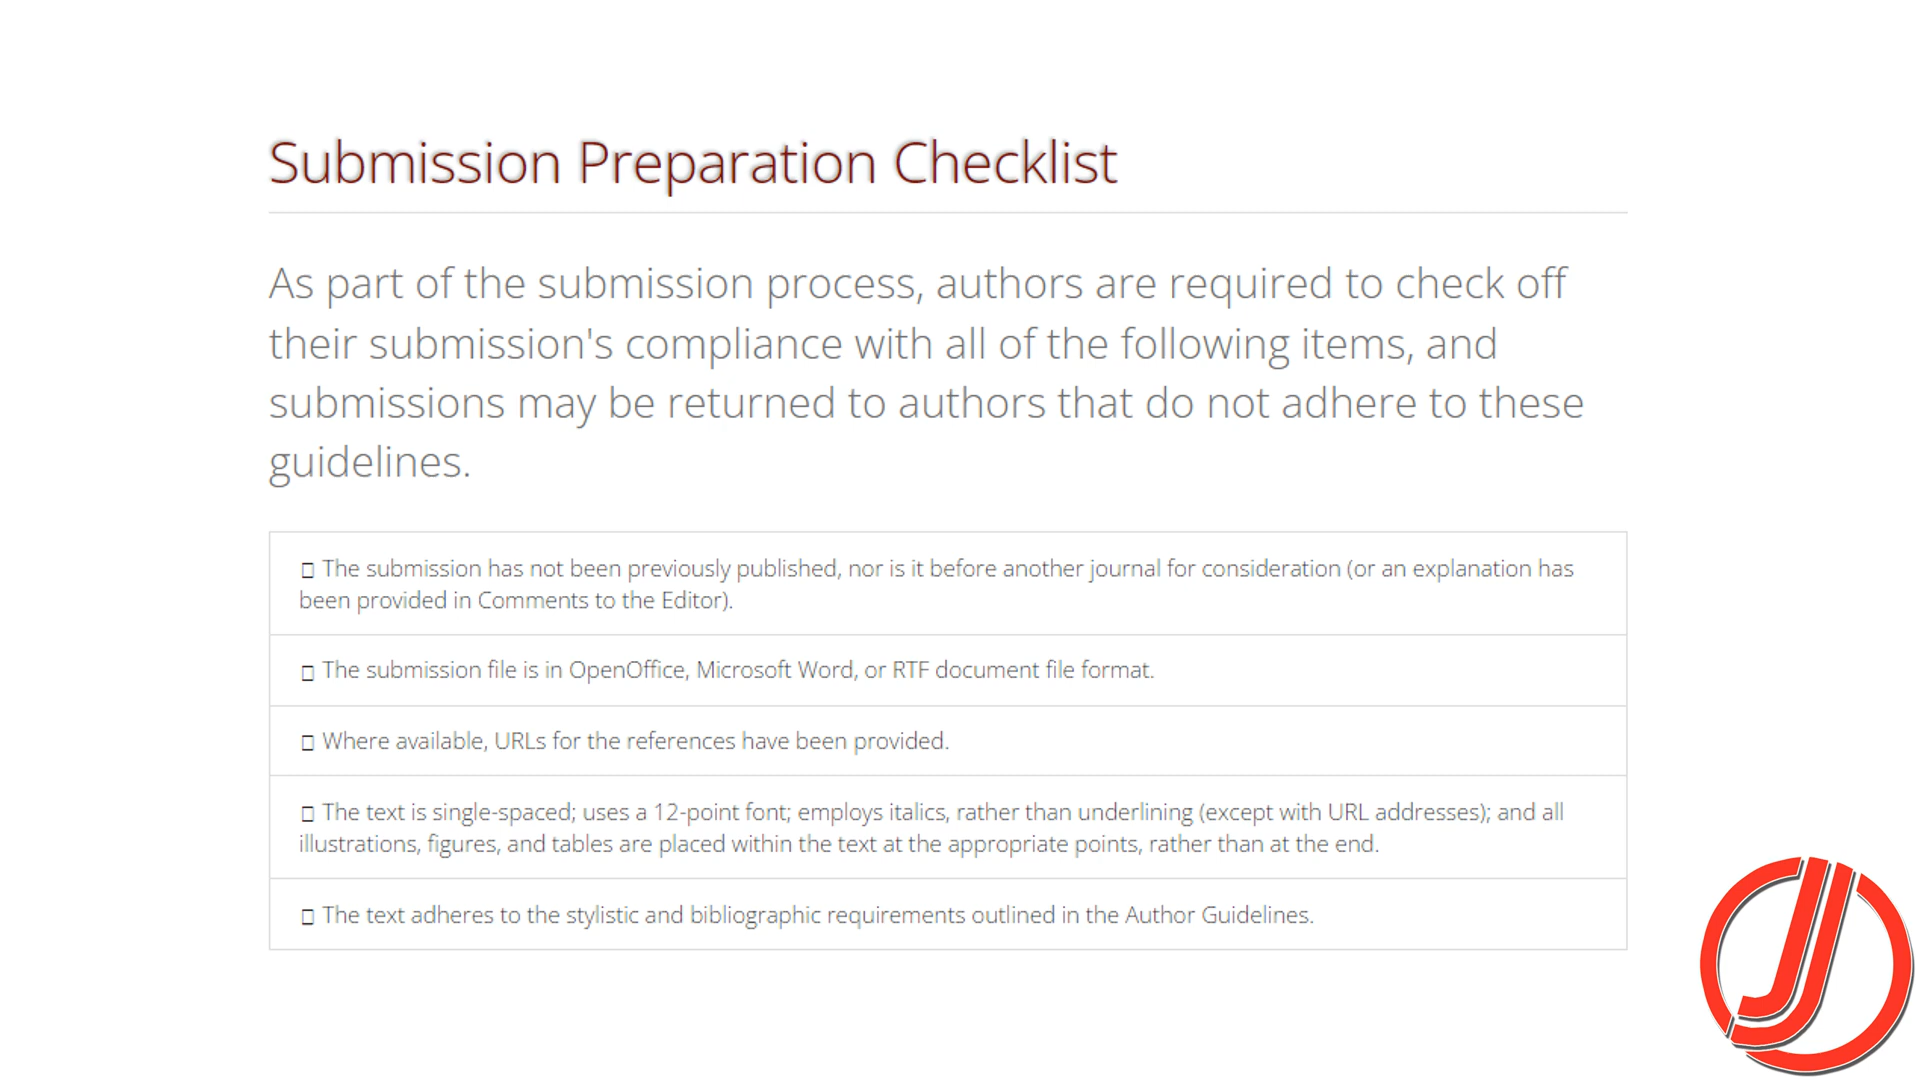 Submission Preparation Checklist
As part of the submission process, authors are required to check off
their submission's compliance with all of the following items, and
submissions may be returned to authors that do not adhere to these
guidelines.
The submission has not been previously published, nor is it before another journal for consideration (or an explanation has
been provided in Comments to the Editor).
The submission file is in OpenOffice, Microsoft Word, or RTF document file format.
Where available, URLs for the references have been provided.
The text is single-spaced; uses a 12-point font; employs italics, rather than underlining (except with URL addresses); and all
illustrations, figures, and tables are placed within the text at the appropriate points, rather than at the end.
The text adheres to the stylistic and bibliographic requirements outlined in the Author Guidelines.